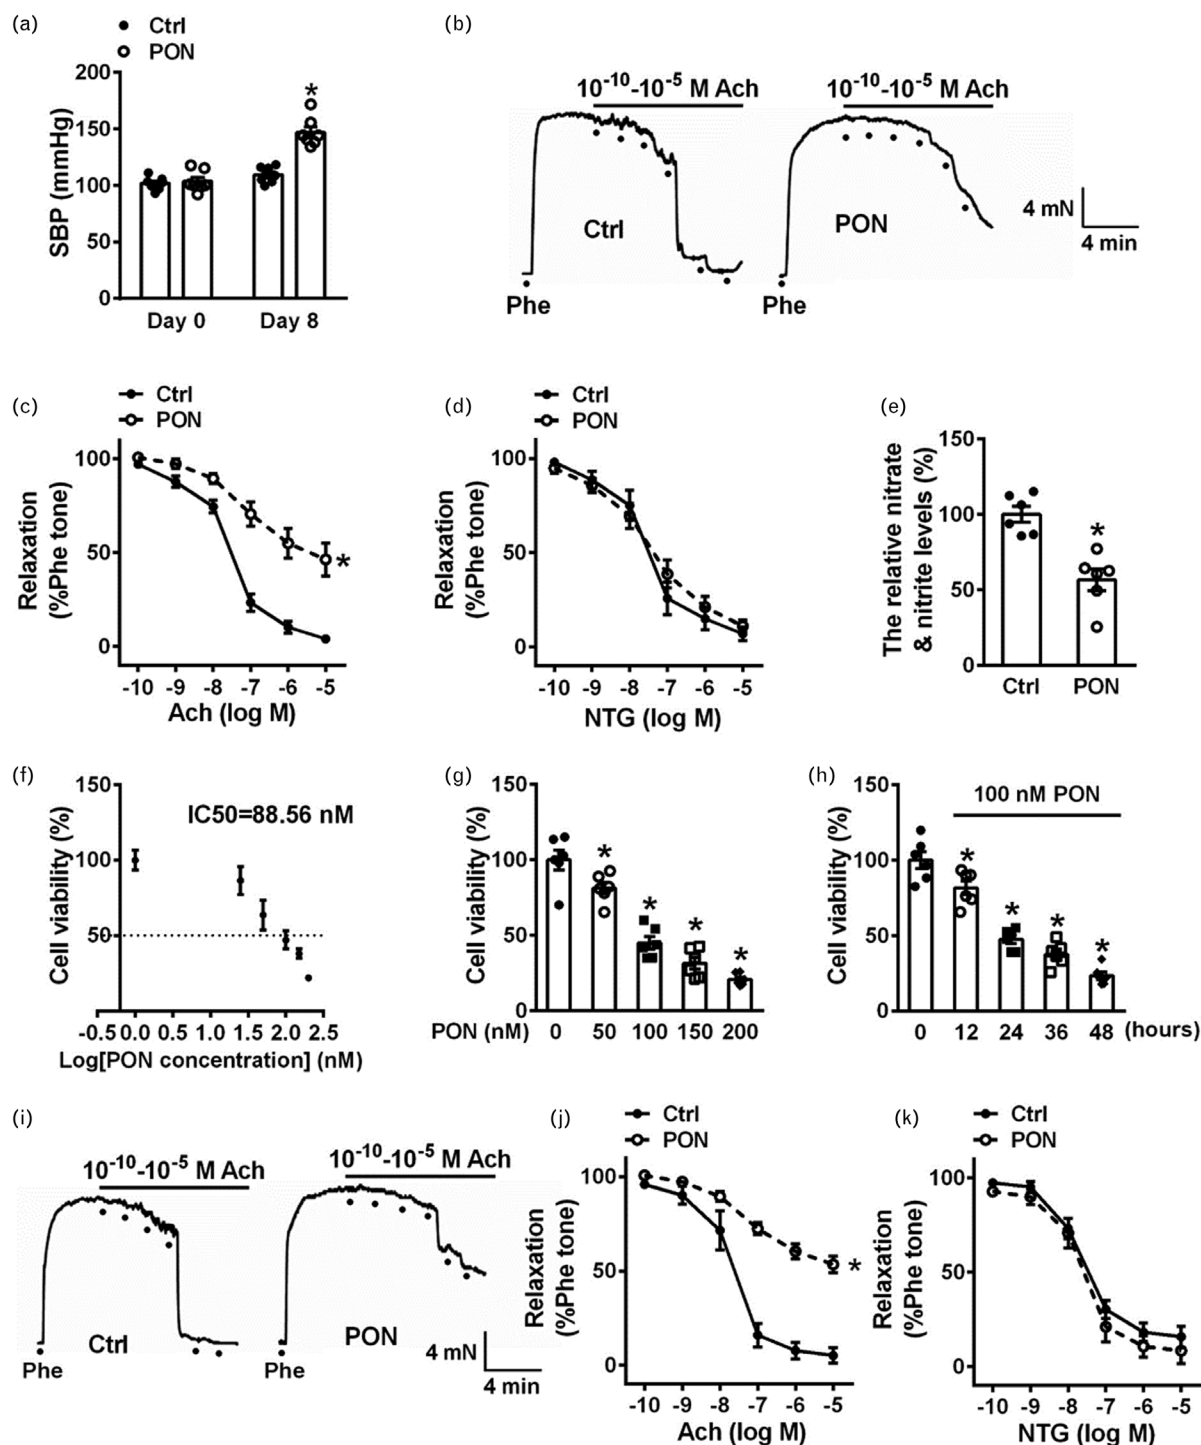 (a)
Ctrl
PON
200
150
100
50
0
SBP (mmHg)
*
Day 0 Day 8
(b)
10-10-10-5 M Ach
10-10-10-5 M Ach
Ctrl
PON
4 mN
4 min
Phe
Phe
(c)
Ctrl
PON
100
50
0
Relaxation
(%Phe tone)
*
-10 -9 -8 -7 -6 -5
Ach (log M)
(d)
Ctrl
PON
100
50
0
Relaxation
(%Phe tone)
-10 -9 -8 -7 -6 -5
NTG (log M)
(e)
150
100
50
0
The relative nitrate
& nitrite levels (%)
*
Ctrl PON
(f)
150
100
50
0
Cell viability (%)
IC50=88.56 nM
-0.5 0.0 0.5 1.0 1.5 2.0 2.5
Log[PON concentration] (nM)
(g)
150
100
50
0
Cell viability (%)
* * * *
PON (nM) 0 50 100 150 200
(h)
150
100
50
0
Cell viability (%)
100 nM PON
* * * *
0 12 24 36 48 (hours)
(i)
10-10-10-5 M Ach
10-10-10-5 M Ach
Ctrl
PON
4 mN
4 min
Phe
Phe
(j)
Ctrl
PON
100
50
0
Relaxation
(%Phe tone)
*
-10 -9 -8 -7 -6 -5
Ach (log M)
(k)
Ctrl
PON
100
50
0
Relaxation
(%Phe tone)
-10 -9 -8 -7 -6 -5
NTG (log M)